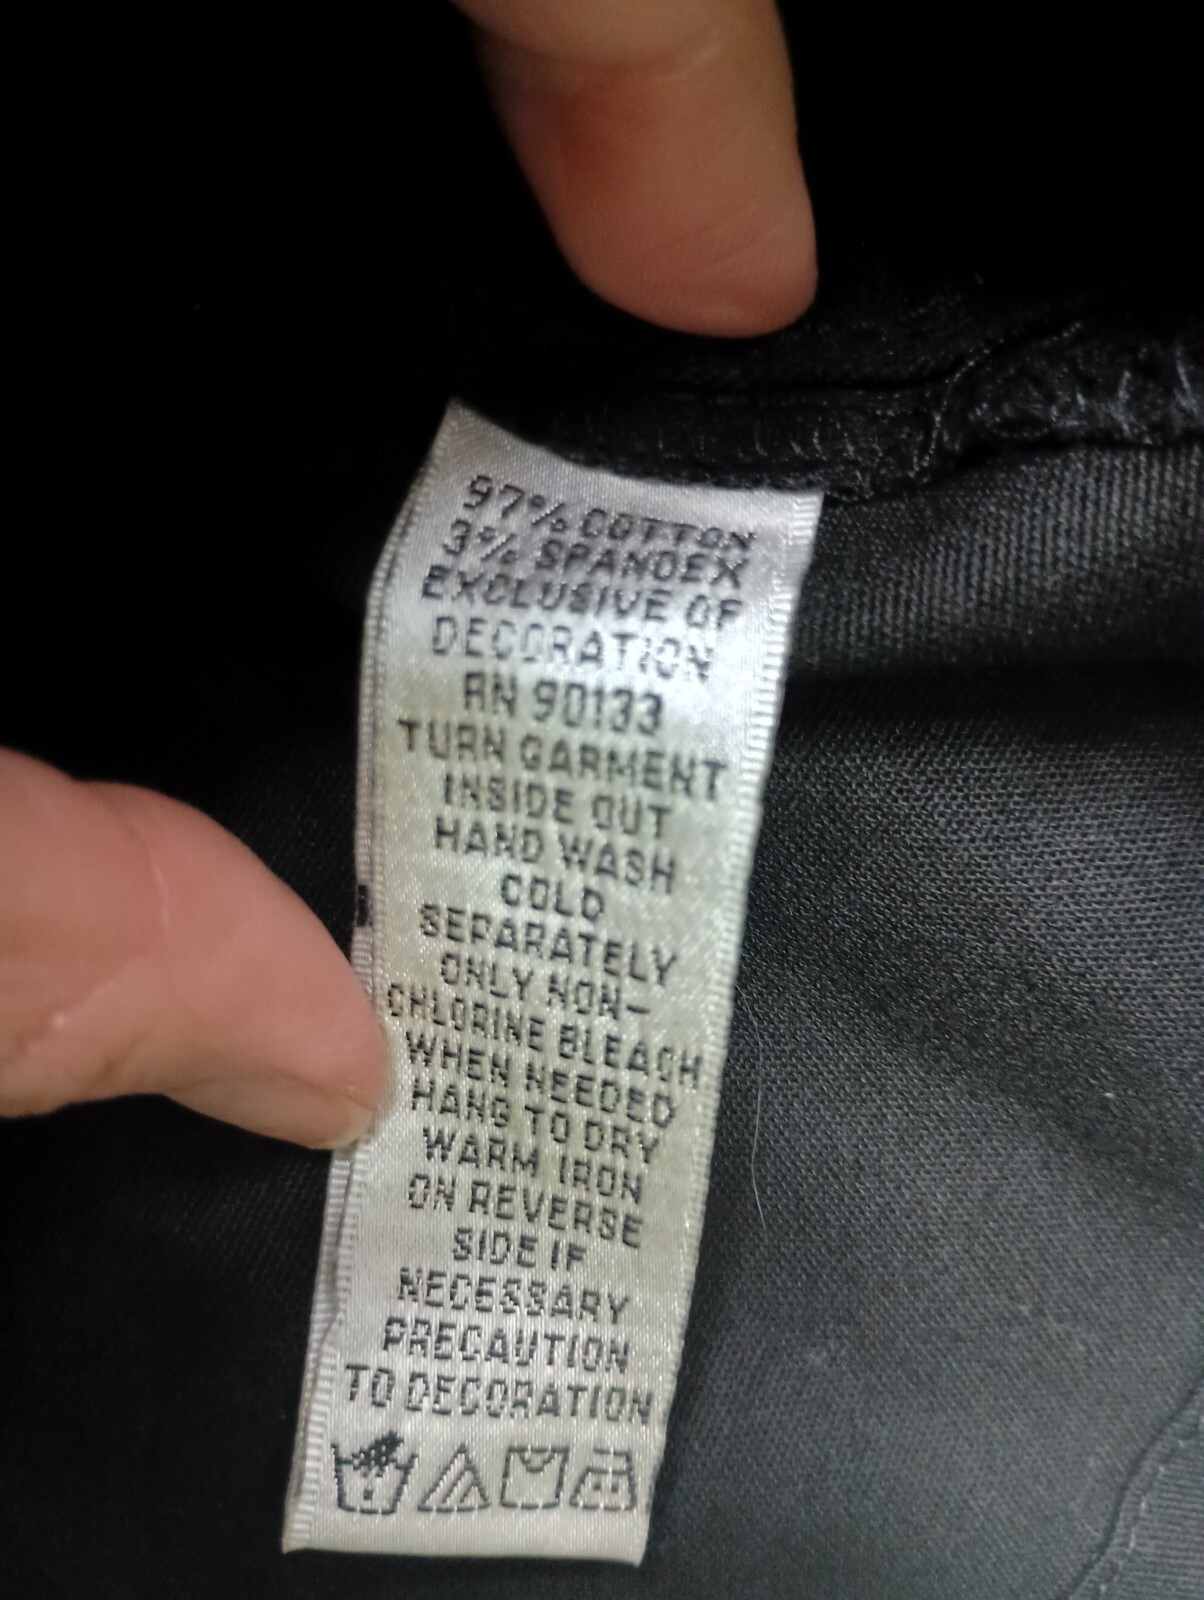 97% COTTON
3% SPANDEX
EXCLUSIVE OF
DECORATION
RN 90133
TURN GARMENT
INSIDE OUT
HAND WASH
COLD
SEPARATELY
ONLY NON-
CHLORINE BLEACH
WHEN NEEDED
HANG TO DRY
WARM IRON
ON REVERSE
SIDE IF
NECESSARY
PRECAUTION
TO DECORATION